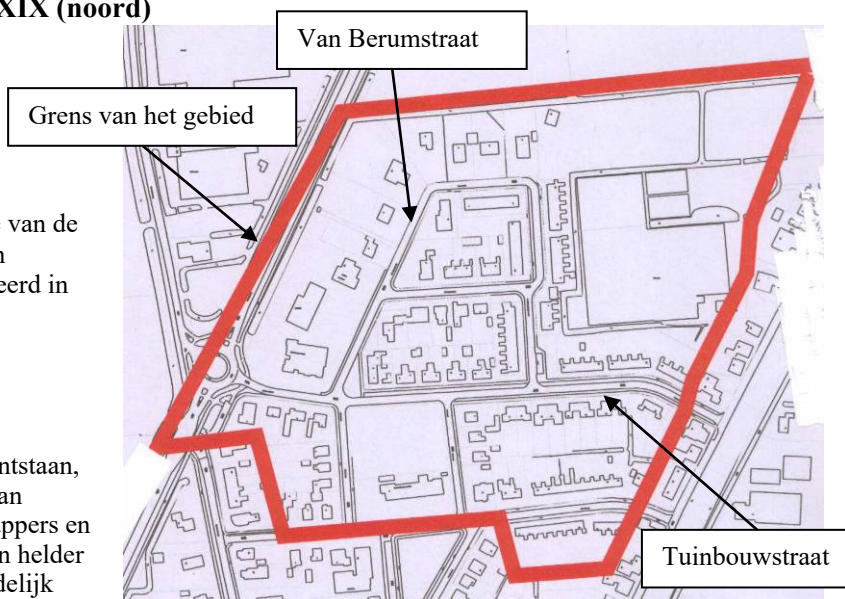 XIX (noord)
Van Berumstraat
Grens van het gebied
van de
n
eerd in
ntstaan,
an
ppers en
n helder
delijk
Tuinbouwstraat